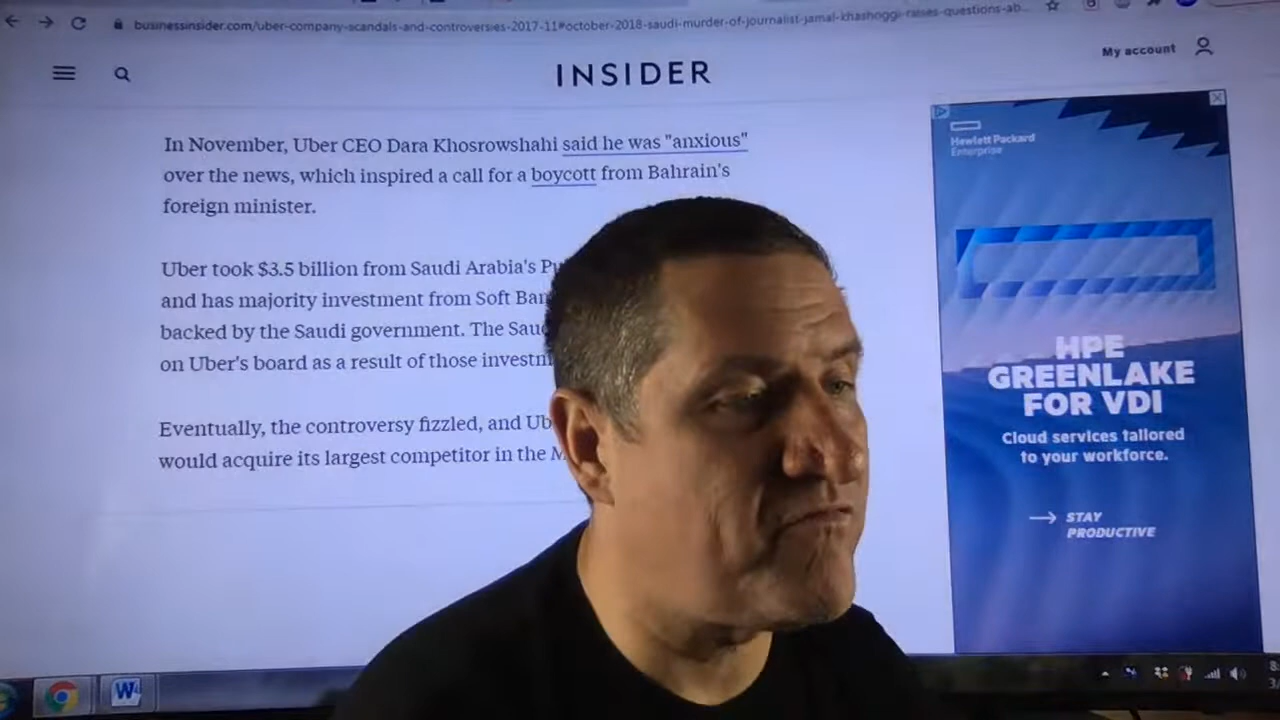 businessinsider.com/uber-company-scandals-and-controversies-2017-11#october-2018-saudi-murder-of-journalist-jamal-khashoggi-raises-questions-ab...
My account
INSIDER
In November, Uber CEO Dara Khosrowshahi said he was "anxious"
over the news, which inspired a call for a boycott from Bahrain's
foreign minister.
Uber took $3.5 billion from Saudi Arabia's
and has majority investment from Soft
backed by the Saudi government. The
on Uber's board as a result of those
Eventually, the controversy fizzled, and
would acquire its largest competitor in the
Hewlett Packard
Enterprise
HPE
GREENLAKE
FOR VDI
Cloud services tailored
to your workforce.
STAY
PRODUCTIVE
W